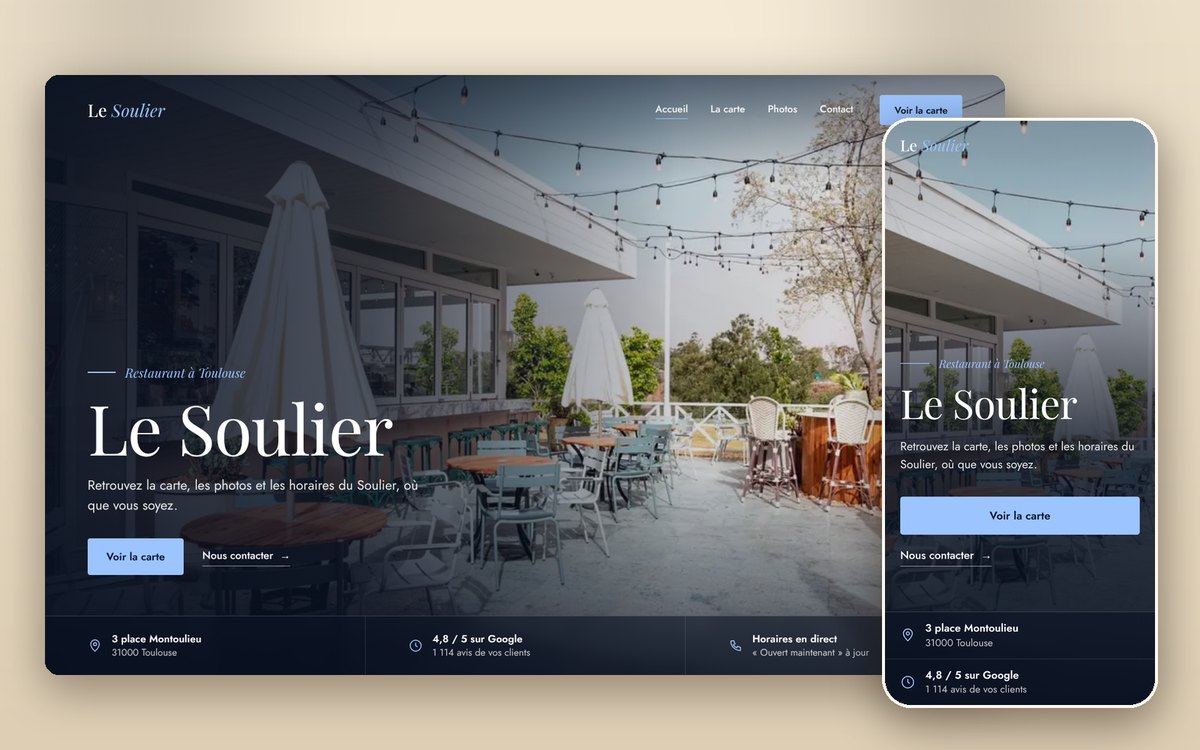 Le Soulier
Accueil
La carte
Photos
Contact
Voir la carte
Restaurant à Toulouse
Le Soulier
Retrouvez la carte, les photos et les horaires du Soulier, où
que vous soyez.
Voir la carte
Nous contacter →
3 place Montoulieu
31000 Toulouse
4,8 / 5 sur Google
1 114 avis de vos clients
Horaires en direct
« Ouvert maintenant » à jour
Le Soulier
Restaurant à Toulouse
Le Soulier
Retrouvez la carte, les photos et les horaires du
Soulier, où que vous soyez.
Voir la carte
Nous contacter →
3 place Montoulieu
31000 Toulouse
4,8 / 5 sur Google
1 114 avis de vos clients